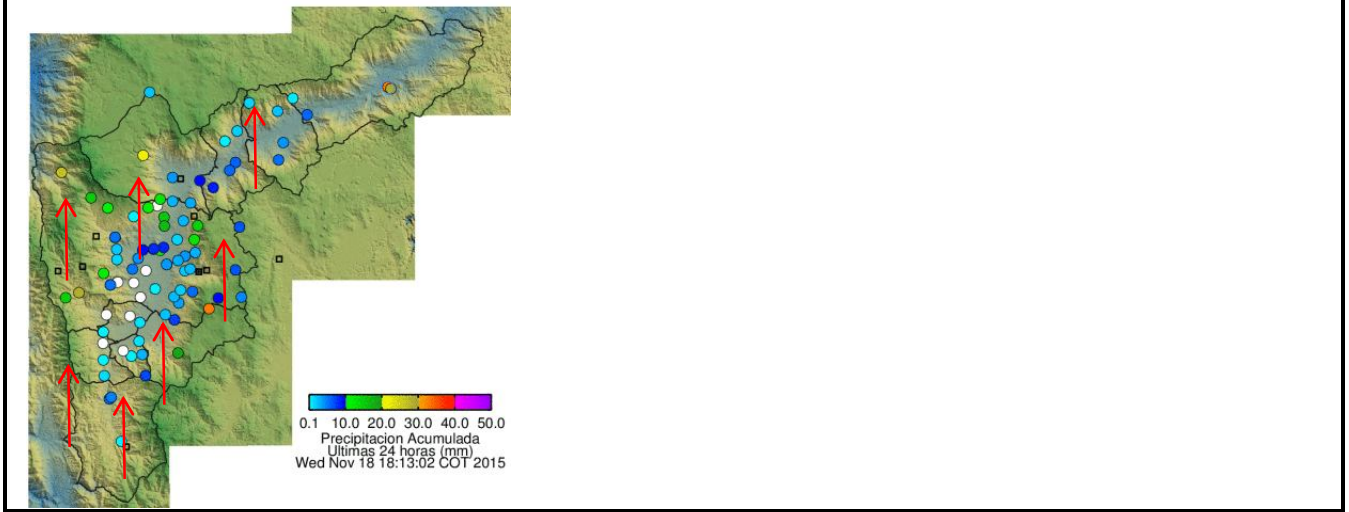 0.1 10.0 20.0 30.0 40.0 50.0
Precipitacion Acumulada
Ultimas 24 horas (mm)
Wed Nov 18 18:13:02 COT 2015